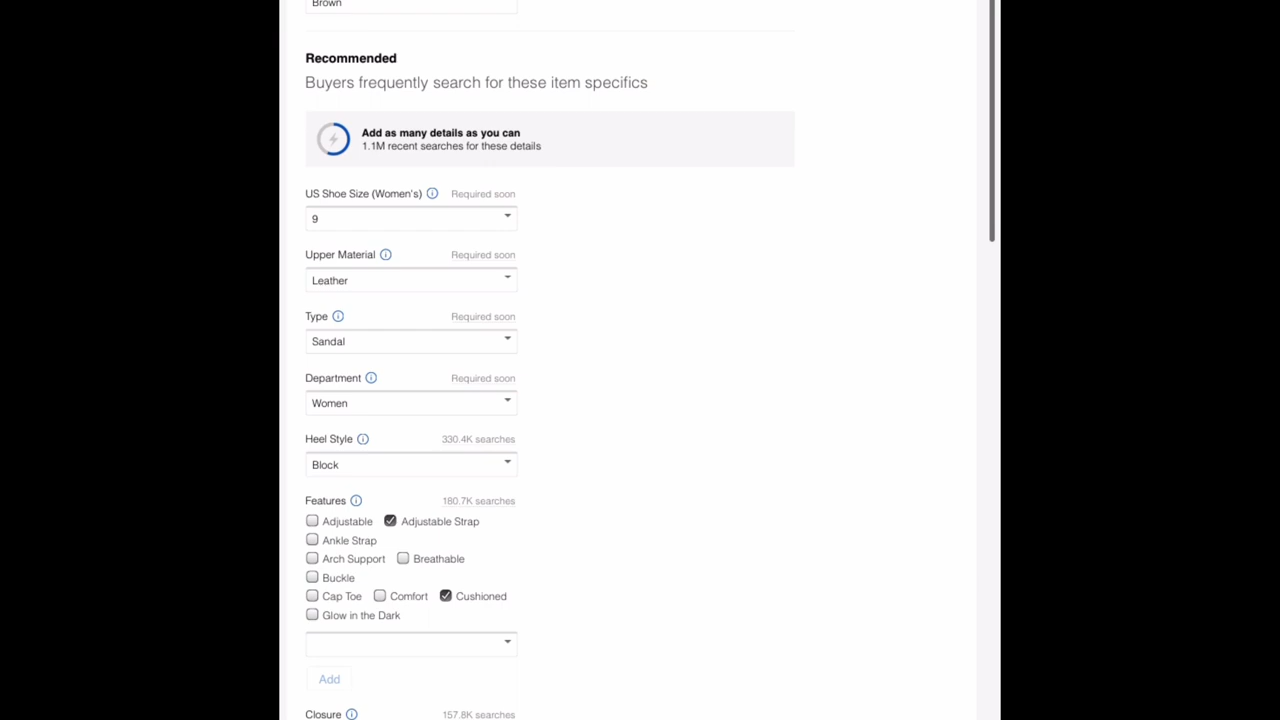 Brown
Recommended
Buyers frequently search for these item specifics
Add as many details as you can
1.1M recent searches for these details
US Shoe Size (Women's) Required soon
9
Upper Material Required soon
Leather
Type Required soon
Sandal
Department Required soon
Women
Heel Style 330.4K searches
Block
Features 180.7K searches
Adjustable Adjustable Strap
Ankle Strap
Arch Support Breathable
Buckle
Cap Toe Comfort Cushioned
Glow in the Dark
Add
Closure 157.8K searches